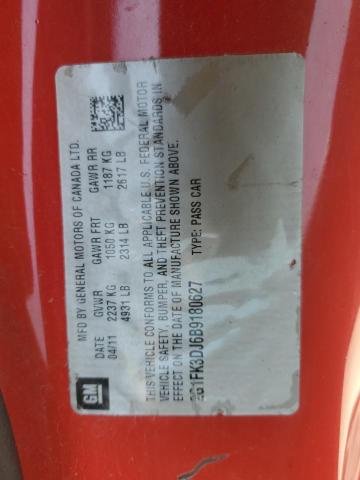 MFD BY GENERAL MOTORS OF CANADA LTD.
DATE GVWR GAWR FRT GAWR RR
04/11 2237 KG 1050 KG 1187 KG
4931 LB 2314 LB 2617 LB
THIS VEHICLE CONFORMS TO ALL APPLICABLE U.S. FEDERAL MOTOR
VEHICLE SAFETY, BUMPER, AND THEFT PREVENTION STANDARDS IN
EFFECT ON THE DATE OF MANUFACTURE SHOWN ABOVE.
2G1FK3DJ6B9180627 TYPE: PASS CAR
GM